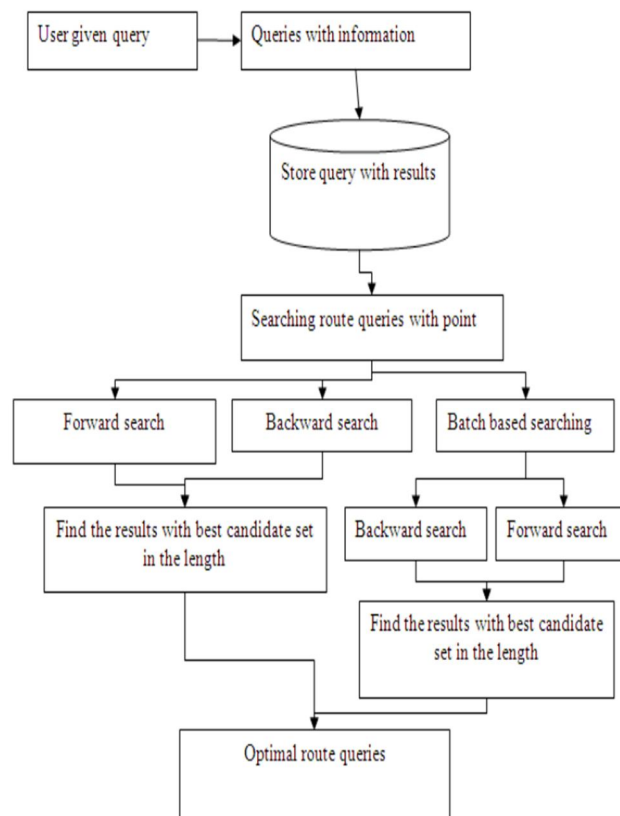 User given query
Queries with information
Store query with results
Searching route queries with point
Forward search
Backward search
Batch based searching
Find the results with best candidate set
in the length
Backward search
Forward search
Find the results with best candidate
set in the length
Optimal route queries